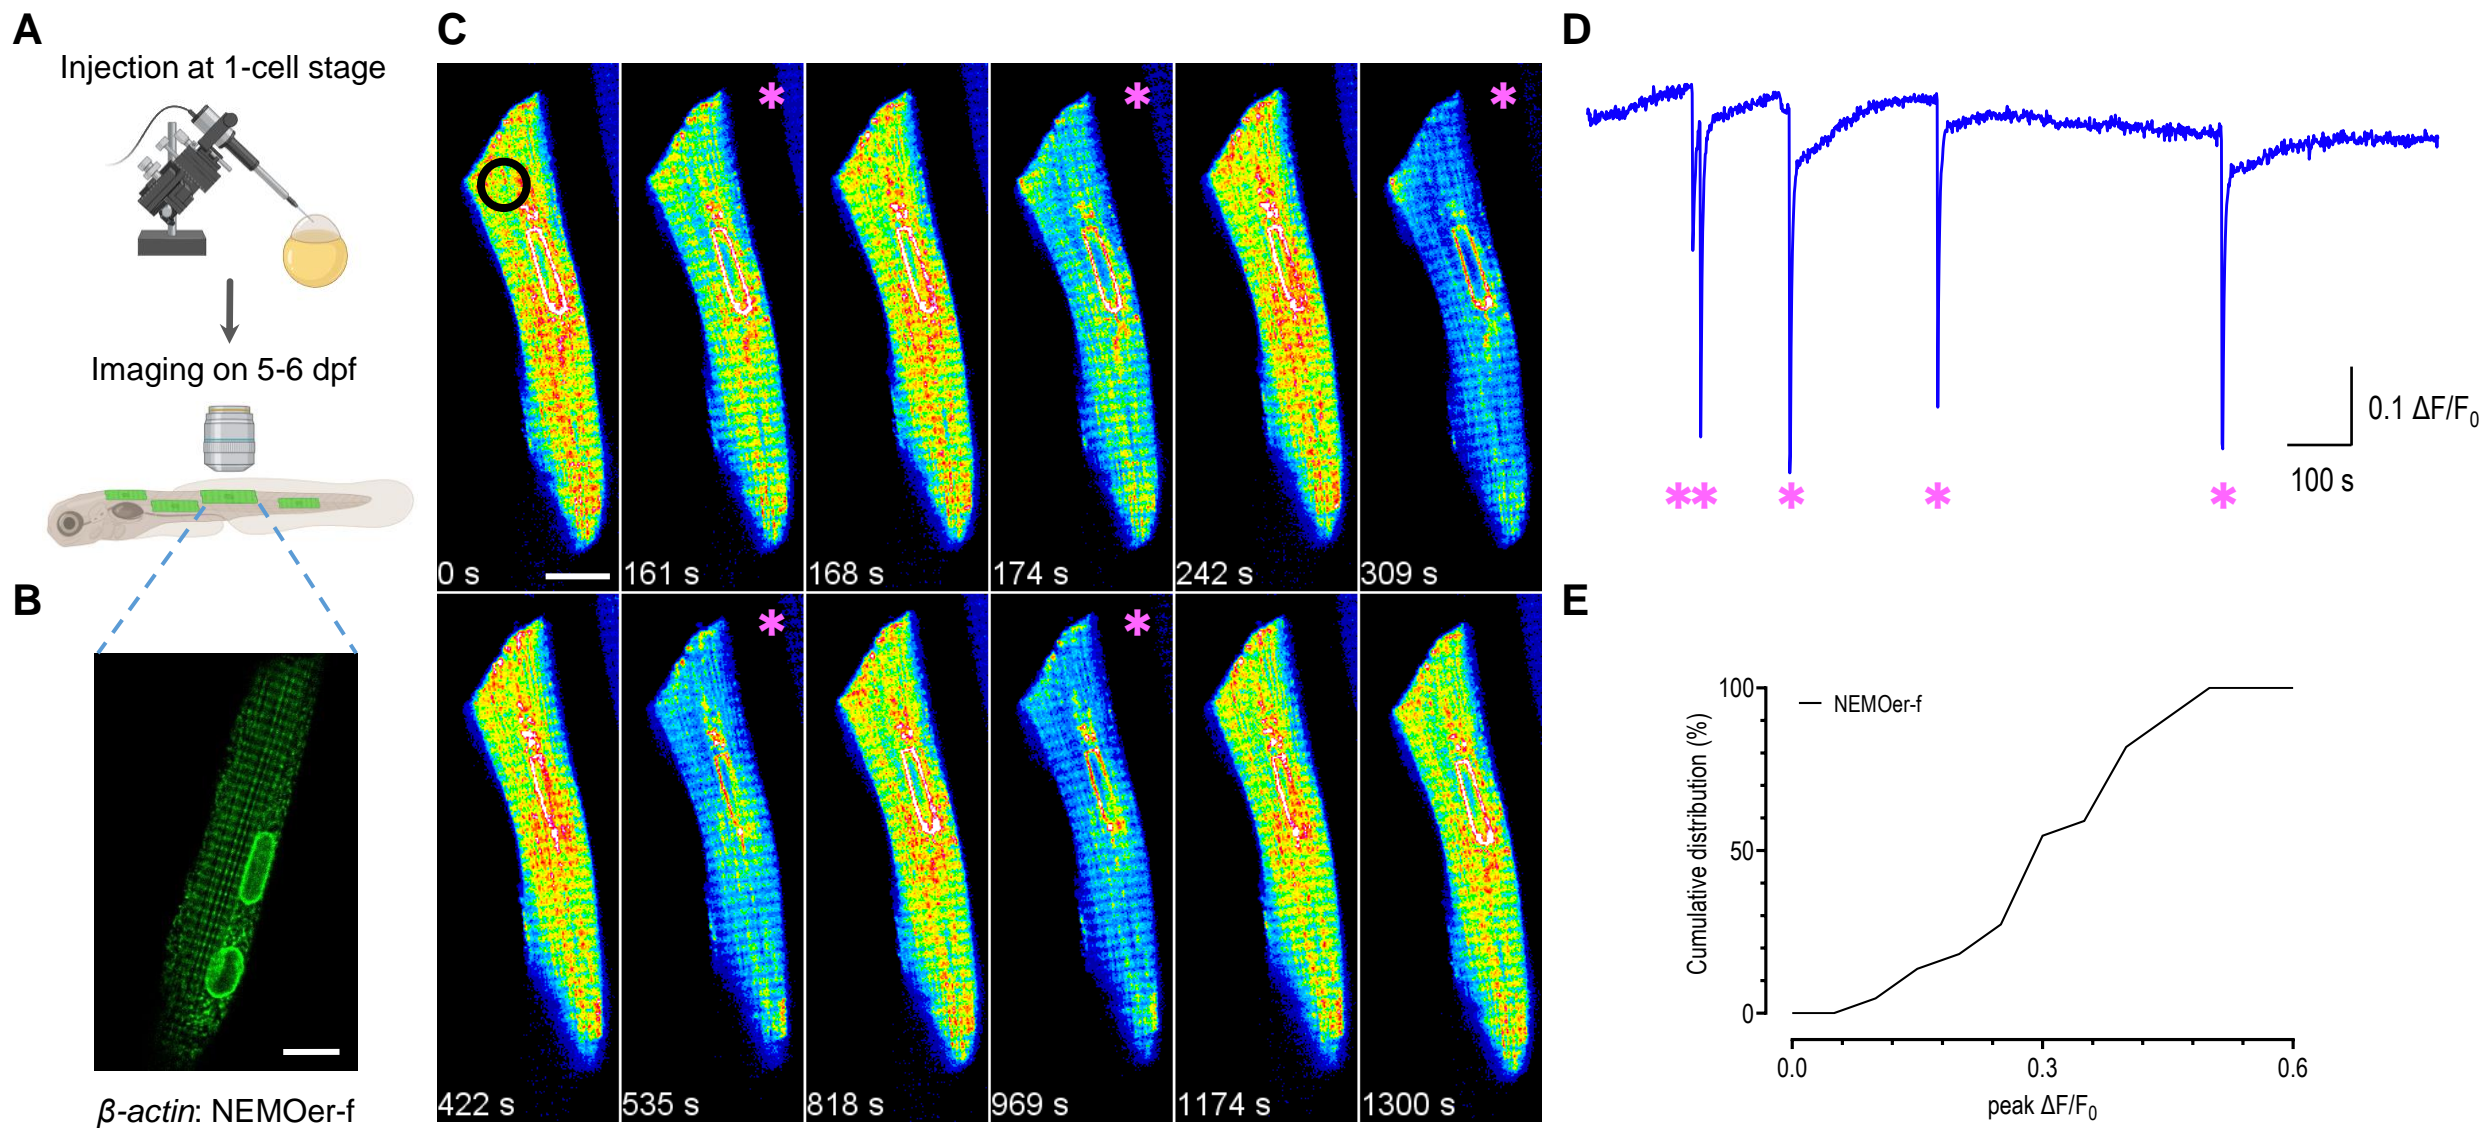 A
Injection at 1-cell stage
Imaging on 5-6 dpf
B
β-actin: NEMOer-f
C
*
*
*
0 s
161 s
168 s
174 s
242 s
309 s
*
*
422 s
535 s
818 s
969 s
1174 s
1300 s
D
0.1 ΔF/F0
100 s
** * * *
E
100
50
0
Cumulative distribution (%)
NEMOer-f
0.0 0.3 0.6
peak ΔF/F0